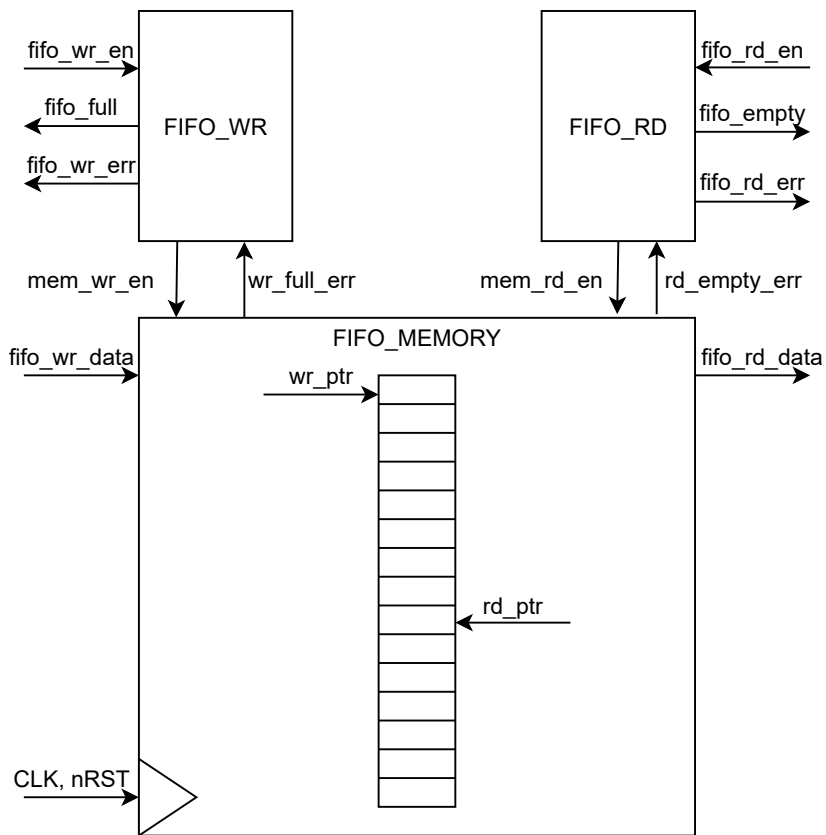 fifo_wr_en
fifo_full
fifo_wr_err
FIFO_WR
FIFO_RD
fifo_rd_en
fifo_empty
fifo_rd_err
mem_wr_en
wr_full_err
mem_rd_en
rd_empty_err
FIFO_MEMORY
fifo_wr_data
fifo_rd_data
wr_ptr
rd_ptr
CLK, nRST